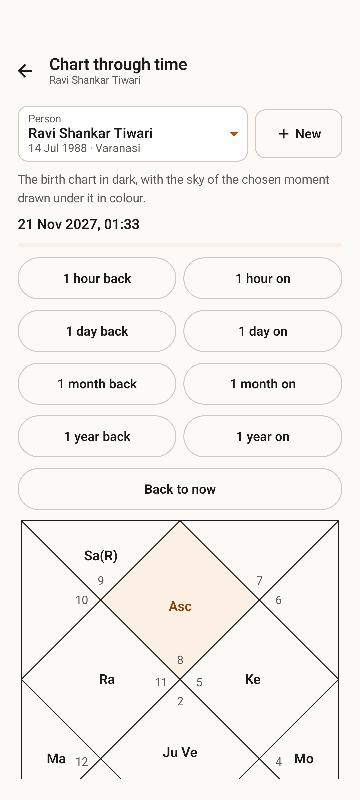 Chart through time
Ravi Shankar Tiwari
Person
Ravi Shankar Tiwari
14 Jul 1988 · Varanasi
+ New
The birth chart in dark, with the sky of the chosen moment
drawn under it in colour.
21 Nov 2027, 01:33
1 hour back
1 hour on
1 day back
1 day on
1 month back
1 month on
1 year back
1 year on
Back to now
Sa(R)
9
7
10
Asc
6
8
Ra
11
5
Ke
2
Ma
12
Ju Ve
4
Mo